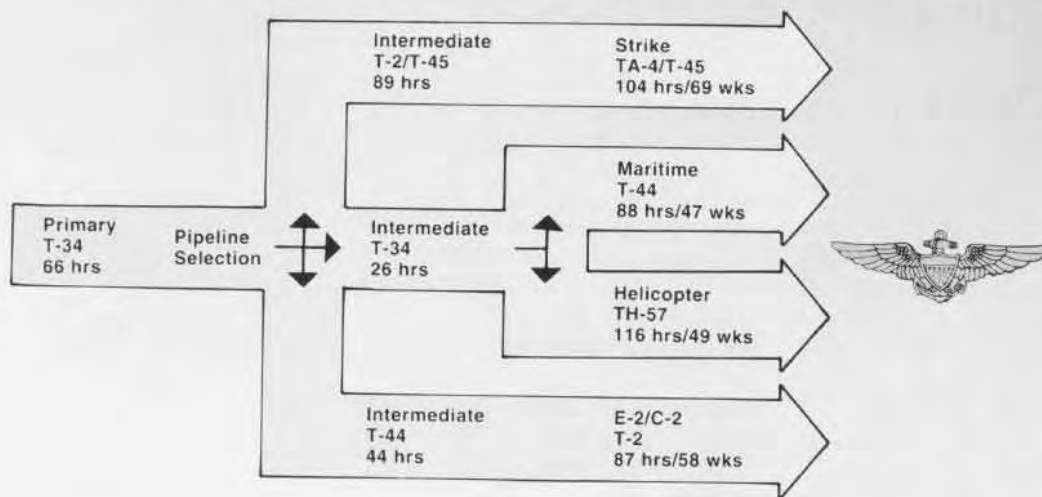 Intermediate
T-2/T-45
89 hrs
Strike
TA-4/T-45
104 hrs/69 wks
Maritime
T-44
88 hrs/47 wks
Primary
T-34
66 hrs
Pipeline
Selection
Intermediate
T-34
26 hrs
Helicopter
TH-57
116 hrs/49 wks
Intermediate
T-44
44 hrs
E-2/C-2
T-2
87 hrs/58 wks